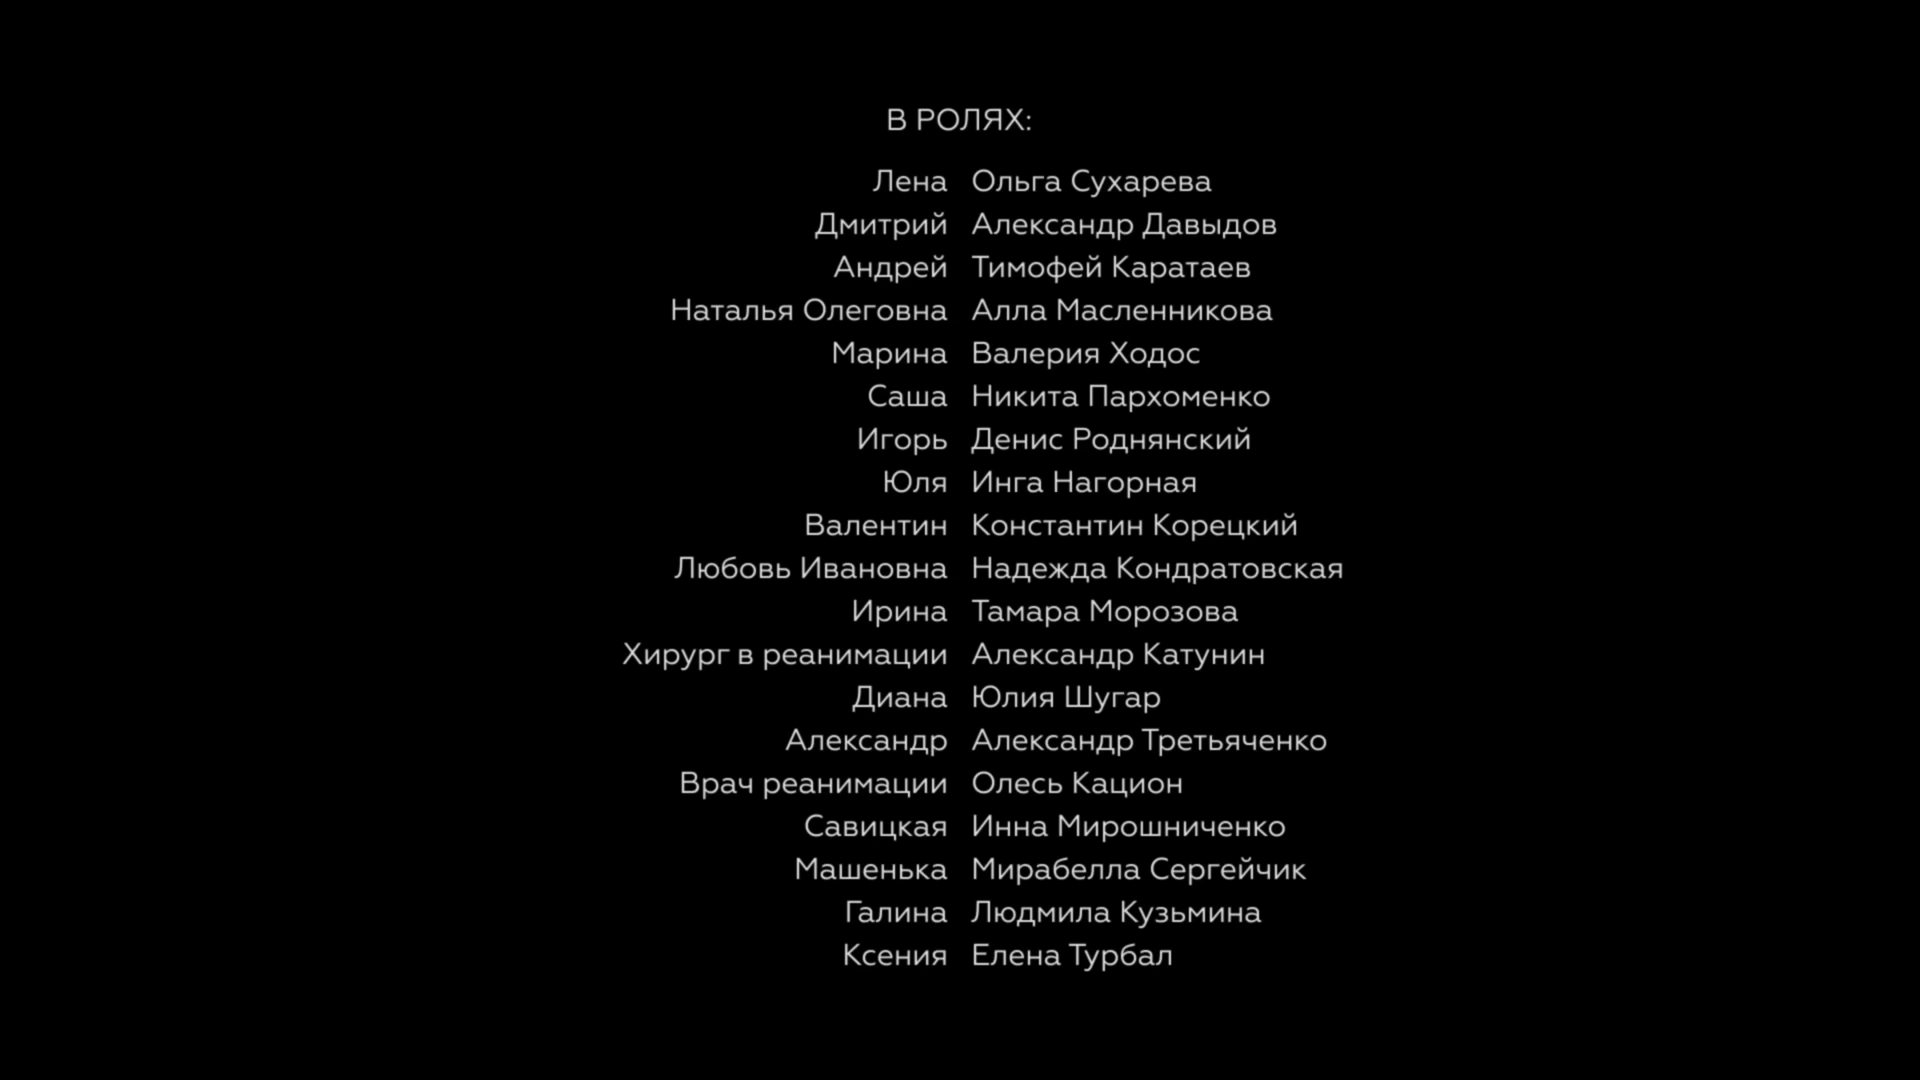 В РОЛЯХ:
Лена Ольга Сухарева
Дмитрий Александр Давыдов
Андрей Тимофей Каратаев
Наталья Олеговна Алла Масленникова
Марина Валерия Ходос
Саша Никита Пархоменко
Игорь Денис Роднянский
Юля Инга Нагорная
Валентин Константин Корецкий
Любовь Ивановна Надежда Кондратовская
Ирина Тамара Морозова
Хирург в реанимации Александр Катунин
Диана Юлия Шугар
Александр Александр Третьяченко
Врач реанимации Олесь Кацион
Савицкая Инна Мирошниченко
Машенька Мирабелла Сергейчик
Галина Людмила Кузьмина
Ксения Елена Турбал